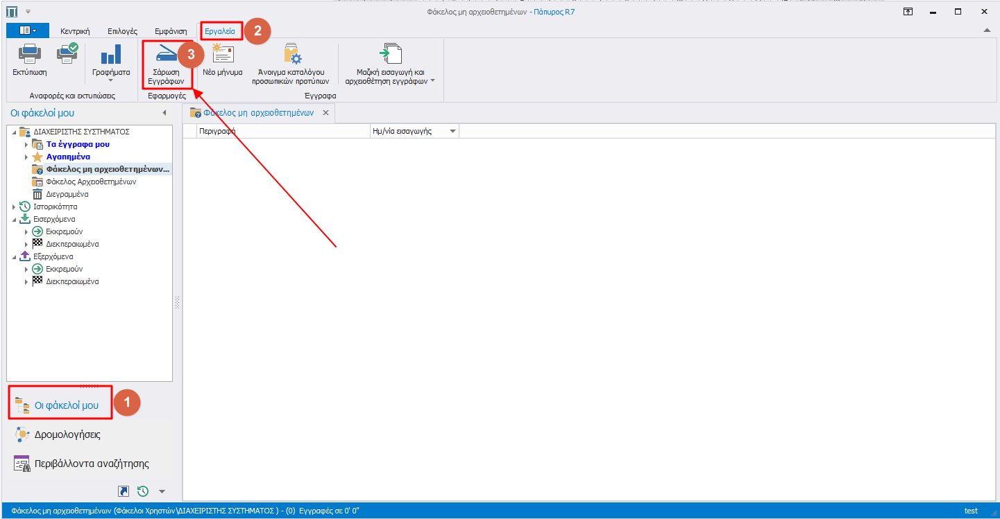 Φάκελος μη αρχειοθετημένων - Πάπυρος R7
Κεντρική Επιλογές Εμφάνιση Εργαλεία 2
3
Εκτύπωση Γραφήματα Σάρωση Εγγράφων Νέο μήνυμα Άνοιγμα καταλόγου προσωπικών προτύπων Μαζική εισαγωγή και αρχειοθέτηση εγγράφων
Αναφορές και εκτυπώσεις Εφαρμογές Έγγραφα
Οι φάκελοί μου
Φάκελος μη αρχειοθετημένων
Περιγραφή Ημ/νία εισαγωγής
ΔΙΑΧΕΙΡΙΣΤΗΣ ΣΥΣΤΗΜΑΤΟΣ
Τα έγγραφα μου
Αγαπημένα
Φάκελος μη αρχειοθετημένων...
Φάκελος Αρχειοθετημένων
Διεγραμμένα
Ιστορικότητα
Εισερχόμενα
Εκκρεμούν
Διεκπεραιωμένα
Εξερχόμενα
Εκκρεμούν
Διεκπεραιωμένα
Οι φάκελοί μου 1
Δρομολογήσεις
Περιβάλλοντα αναζήτησης
Φάκελος μη αρχειοθετημένων (Φάκελοι Χρηστών\ΔΙΑΧΕΙΡΙΣΤΗΣ ΣΥΣΤΗΜΑΤΟΣ ) - (0) Εγγραφές σε 0' 0" test